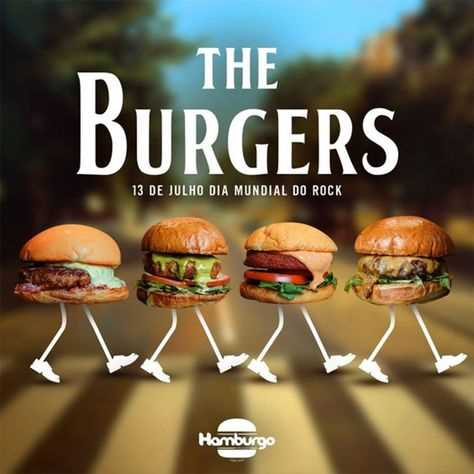 THE
BURGERS
13 DE JULHO DIA MUNDIAL DO ROCK
Hamburgo